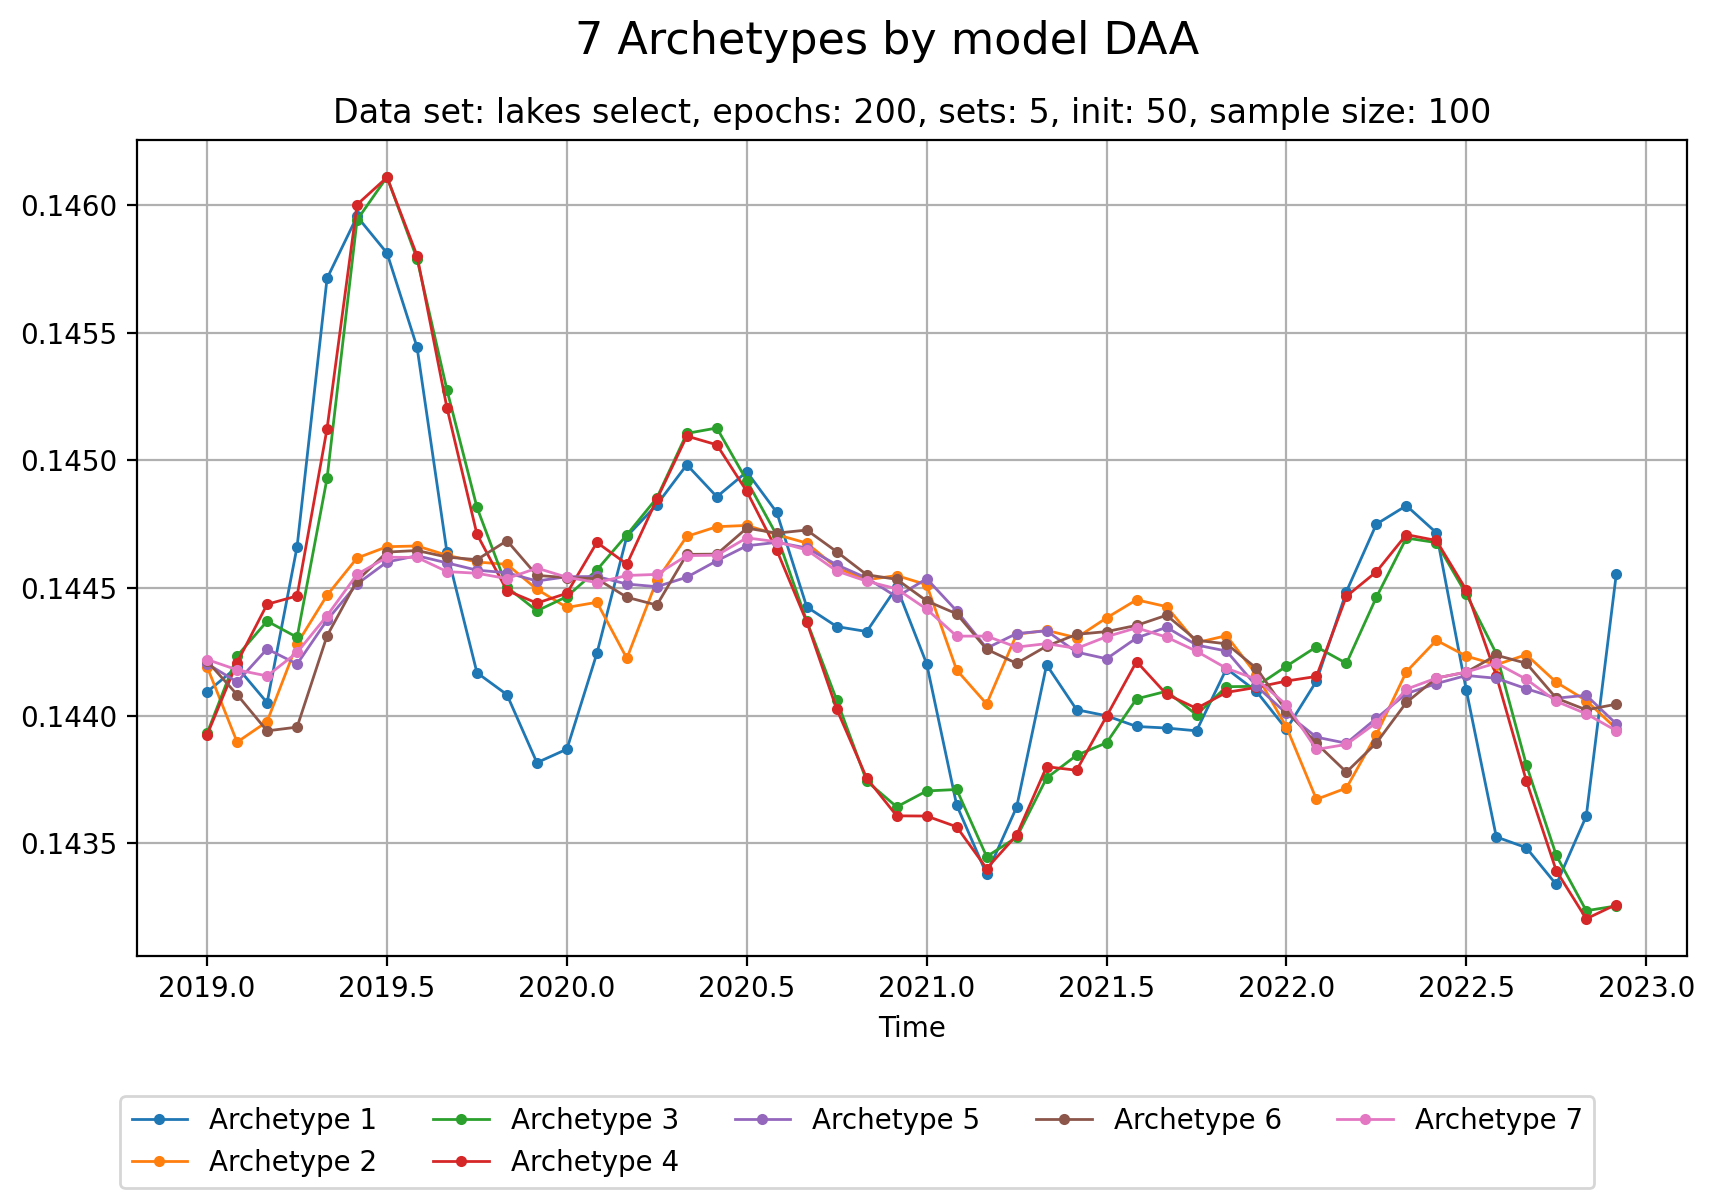 7 Archetypes by model DAA
Data set: lakes select, epochs: 200, sets: 5, init: 50, sample size: 100
0.1460
0.1455
0.1450
0.1445
0.1440
0.1435
2019.0 2019.5 2020.0 2020.5 2021.0 2021.5 2022.0 2022.5 2023.0
Time
Archetype 1 Archetype 3 Archetype 5 Archetype 6 Archetype 7
Archetype 2 Archetype 4